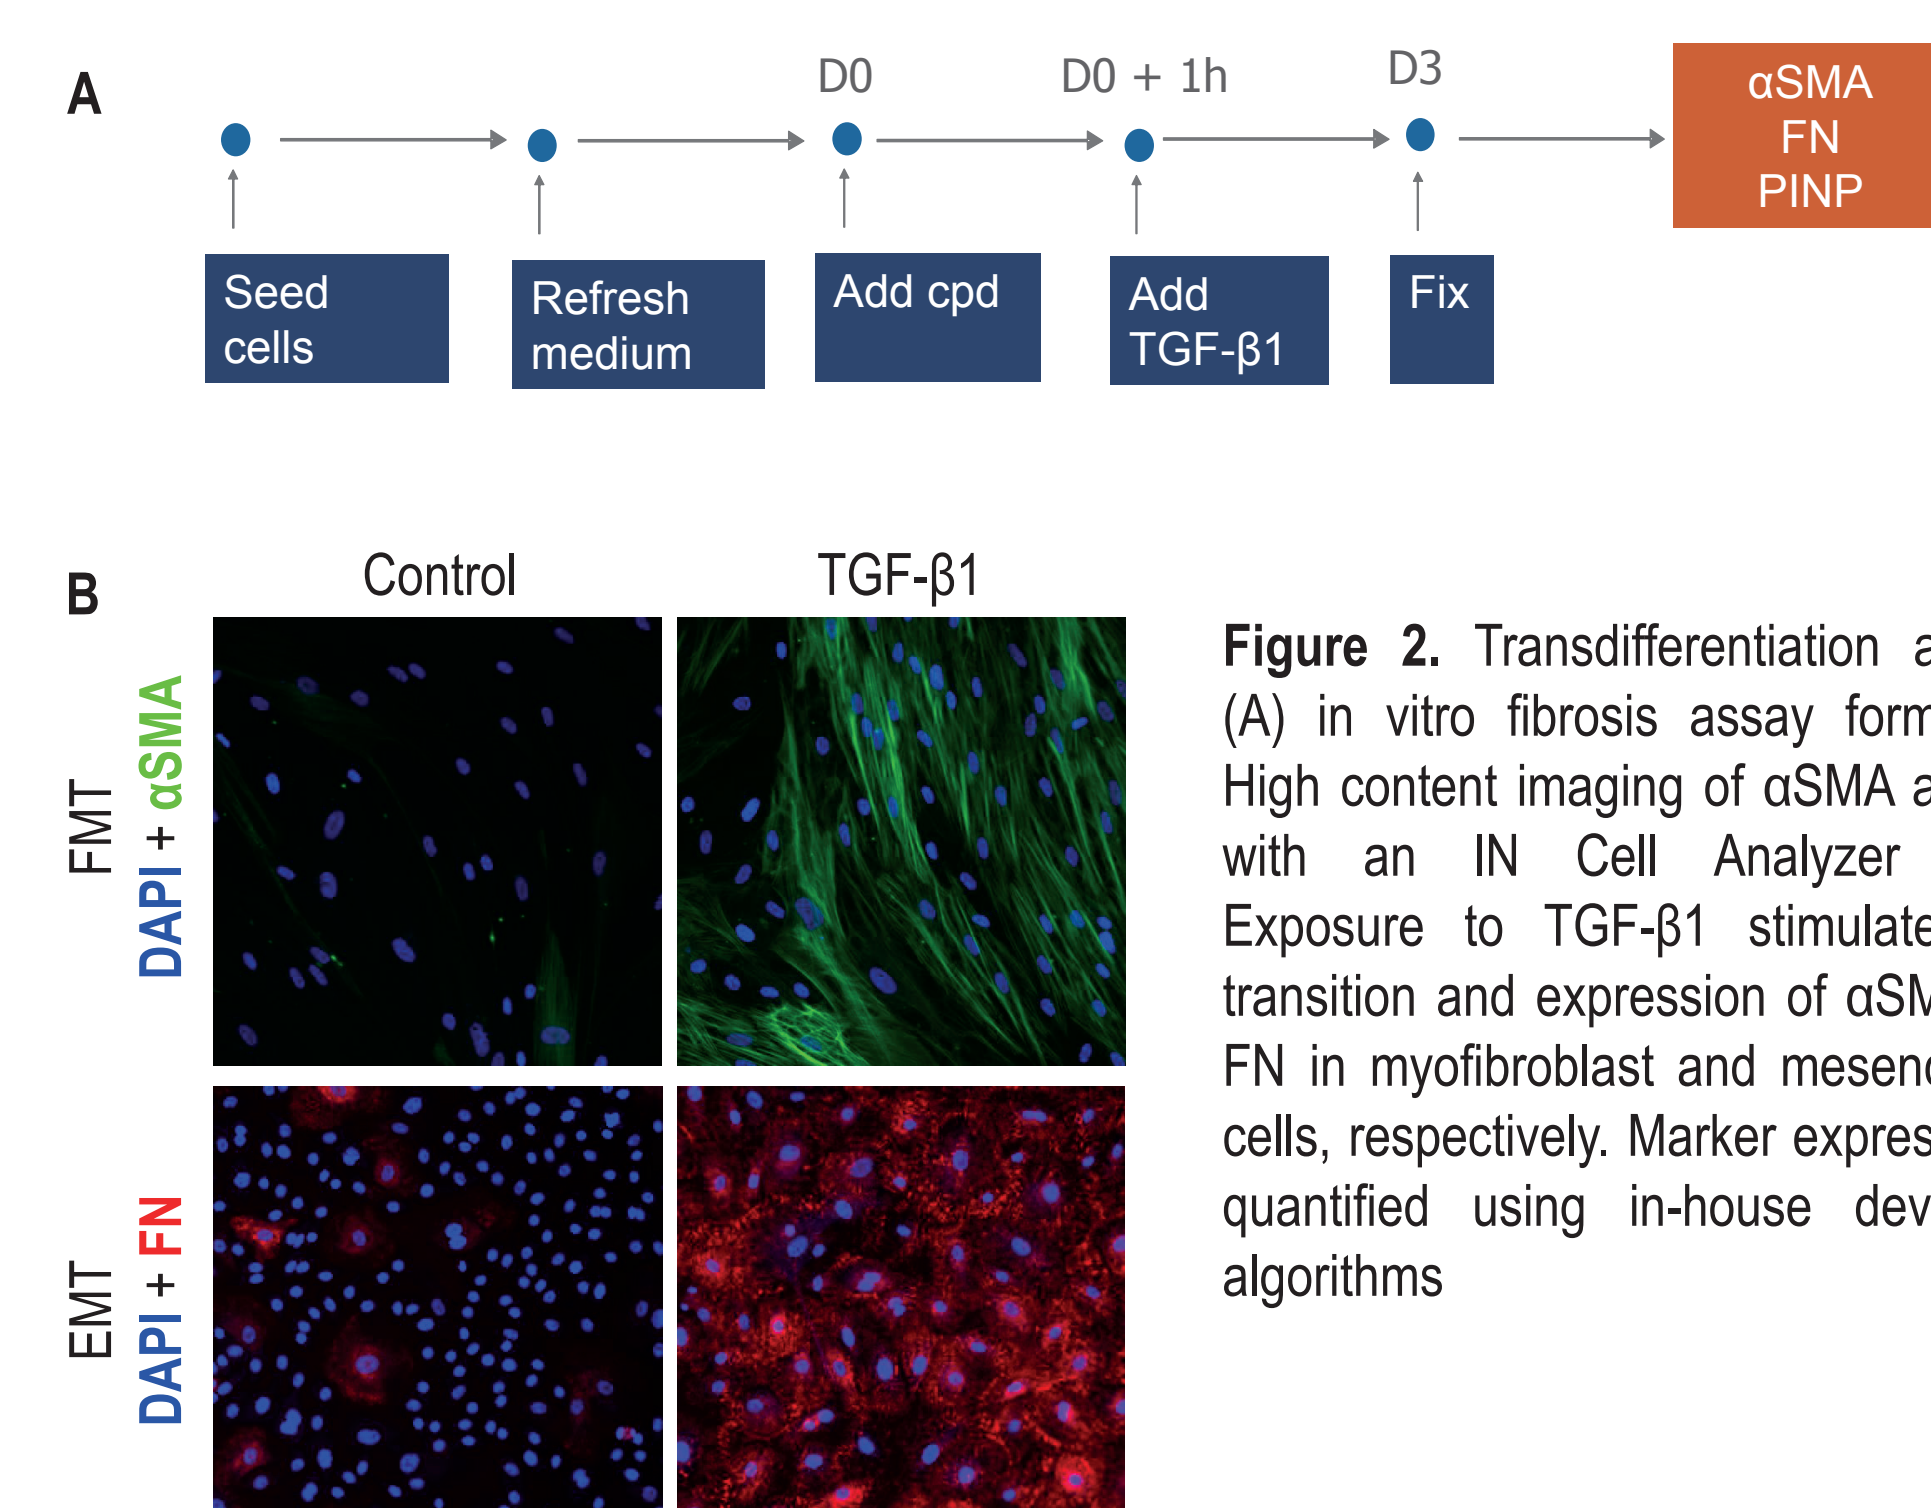 A
D0
D0 + 1h
D3
αSMA
FN
PINP
Seed
cells
Refresh
medium
Add cpd
Add
TGF-β1
Fix
B
Control
TGF-β1
FMT
DAPI + αSMA
EMT
DAPI + FN
Figure 2. Transdifferentiation
(A) in vitro fibrosis assay
High content imaging of αSMA
with an IN Cell Analyzer
Exposure to TGF-β1
transition and expression of
FN in myofibroblast and
cells, respectively. Marker
quantified using in-house
algorithms